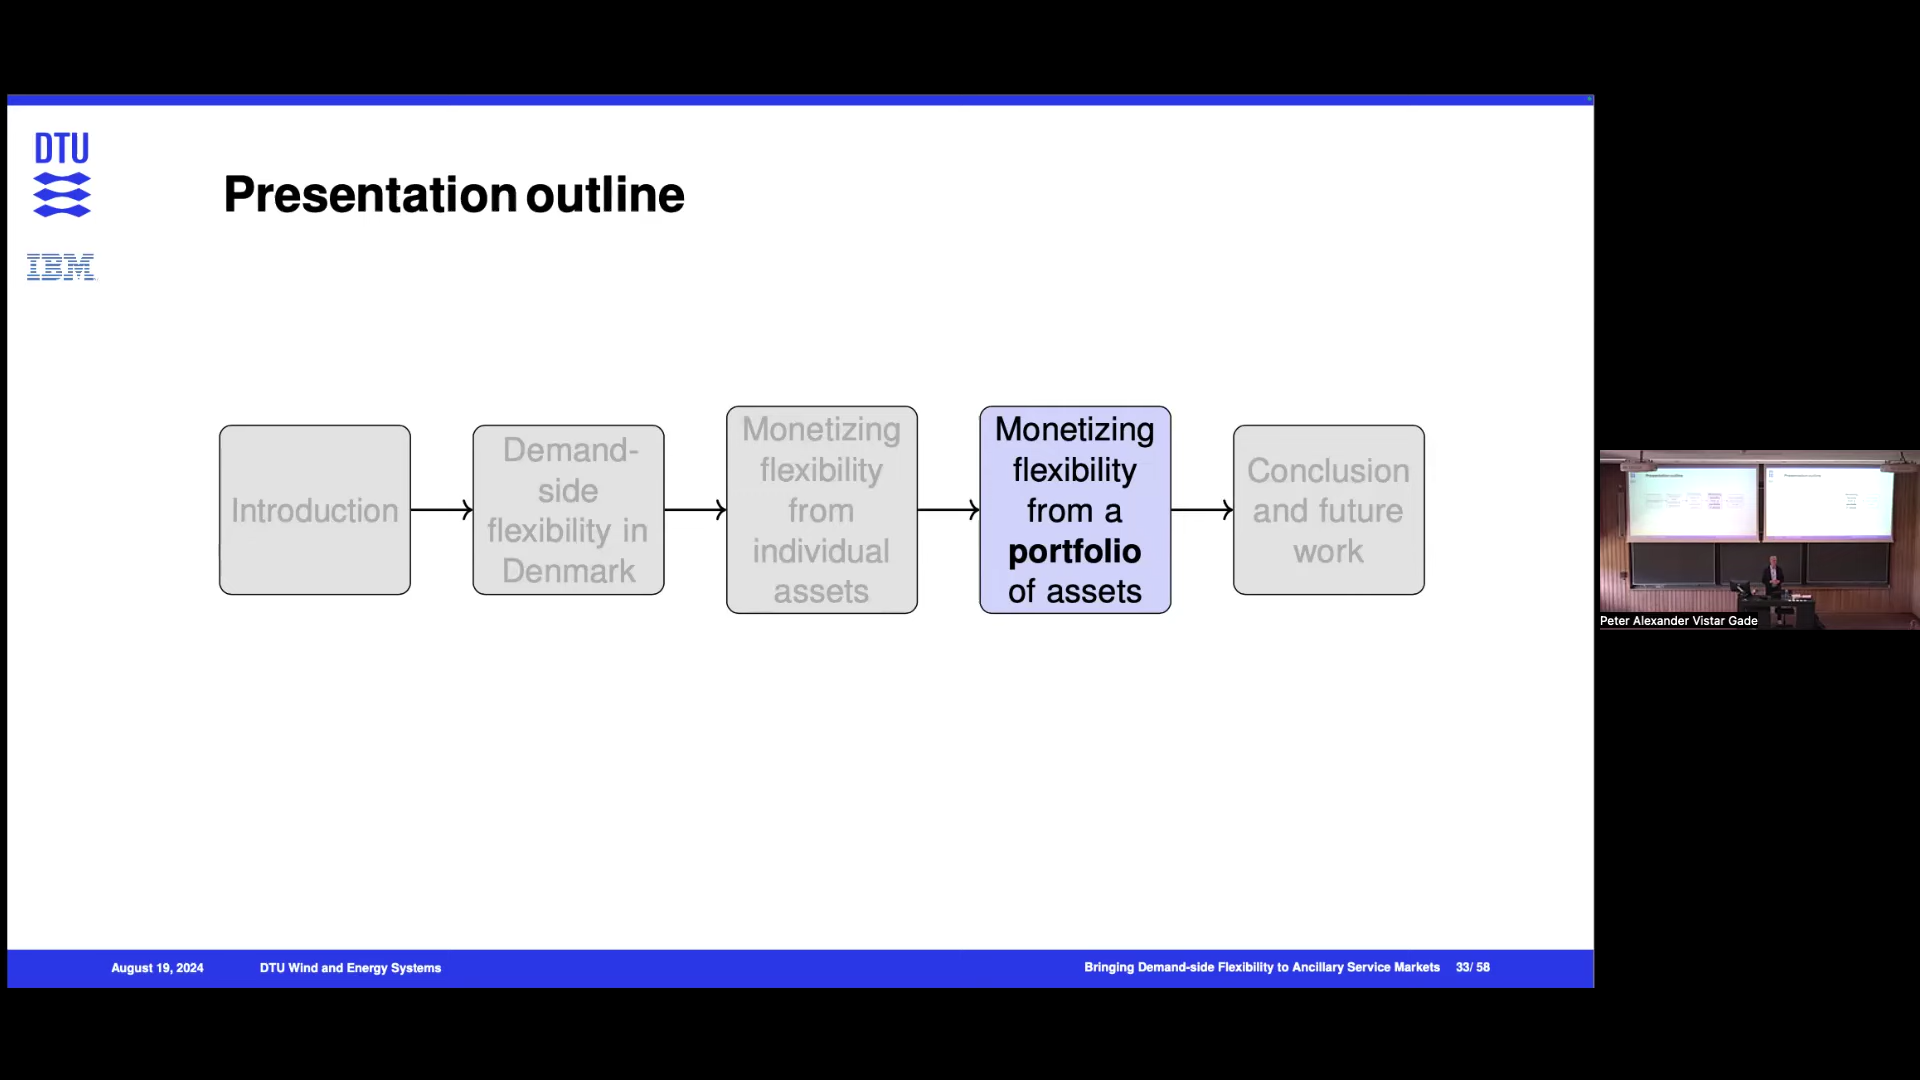 DTU
IBM
Presentation outline
Introduction
Demand-
side
flexibility in
Denmark
Monetizing
flexibility
from
individual
assets
Monetizing
flexibility
from a
portfolio
of assets
Conclusion
and future
work
Peter Alexander Vistar Gade
August 19, 2024
DTU Wind and Energy Systems
Bringing Demand-side Flexibility to Ancillary Service Markets
33/ 58